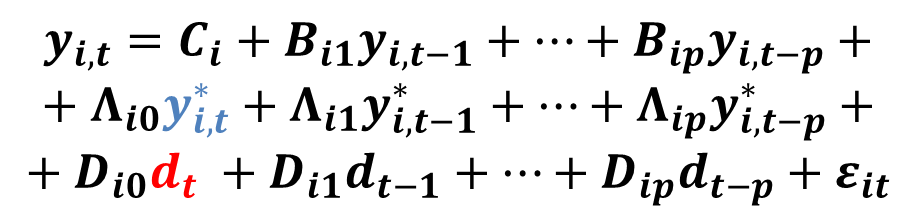 y_{i,t} = C_i + B_{i1}y_{i,t−1} + ⋯ + B_{ip}y_{i,t−p} +
+ Λ_{i0}y^*_{i,t} + Λ_{i1}y^*_{i,t−1} + ⋯ + Λ_{ip}y^*_{i,t−p} +
+ D_{i0}d_t + D_{i1}d_{t−1} + ⋯ + D_{ip}d_{t−p} + ε_{it}